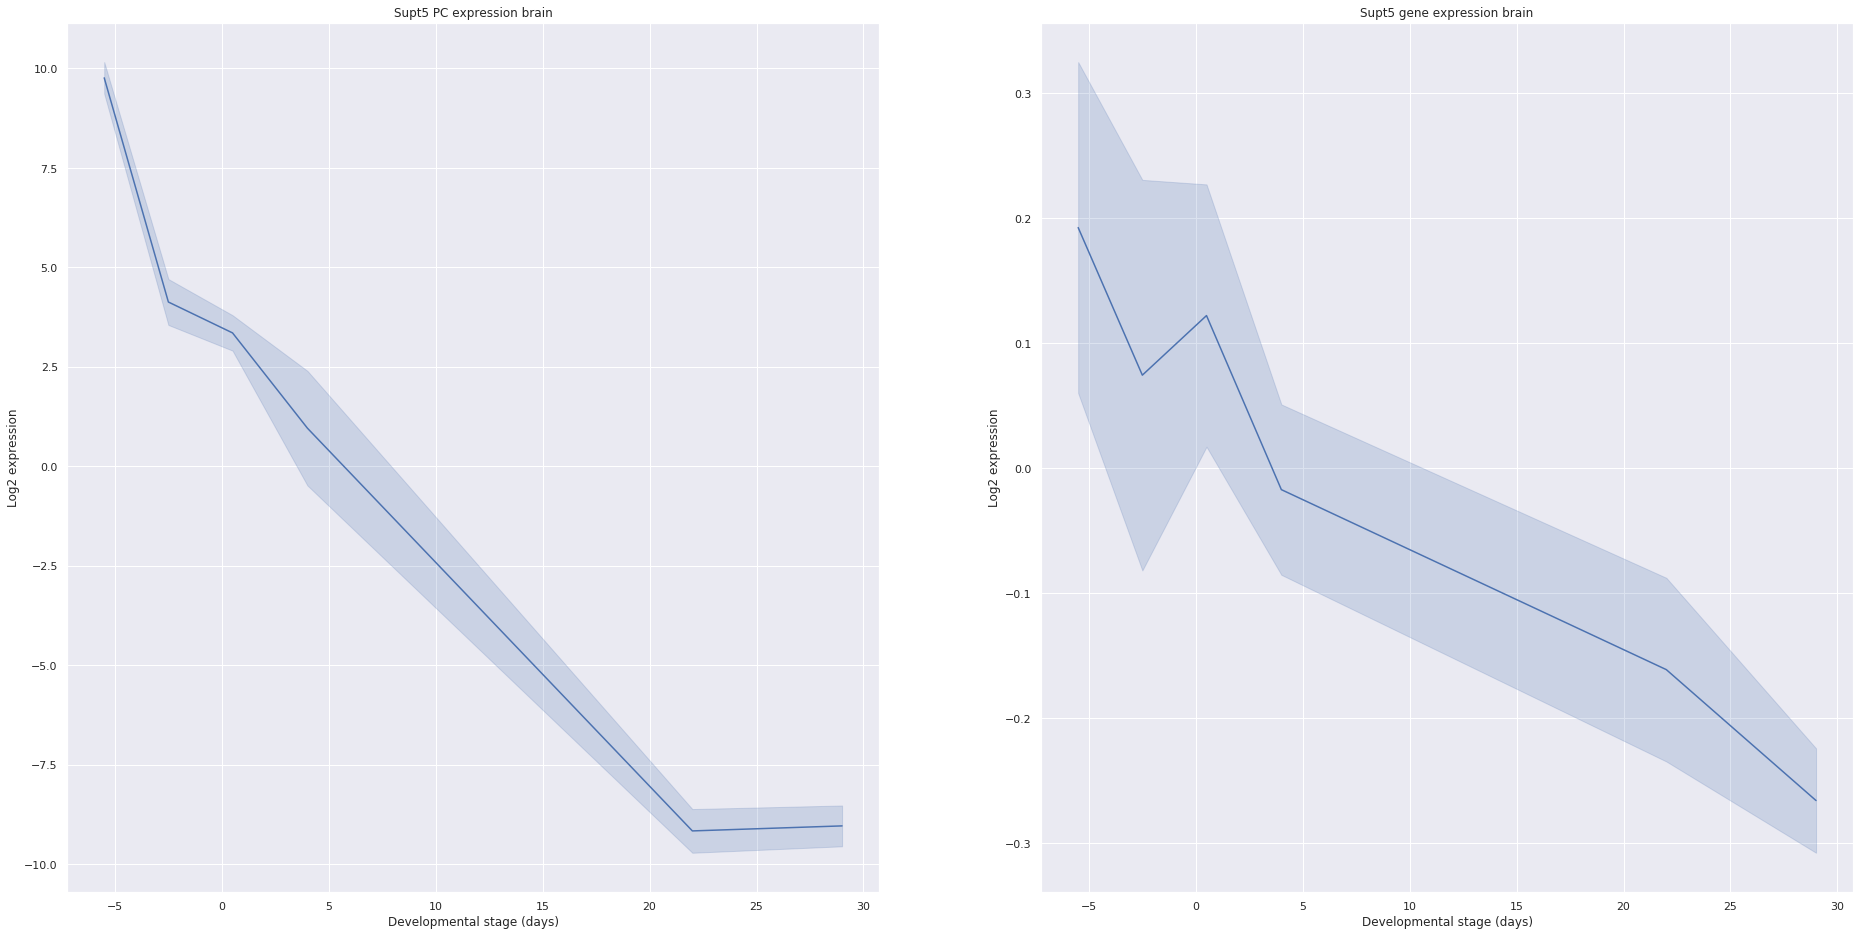 Supt5 PC expression brain
10.0
7.5
5.0
2.5
0.0
−2.5
−5.0
−7.5
−10.0
Log2 expression
−5 0 5 10 15 20 25 30
Developmental stage (days)
Supt5 gene expression brain
0.3
0.2
0.1
0.0
−0.1
−0.2
−0.3
Log2 expression
−5 0 5 10 15 20 25 30
Developmental stage (days)